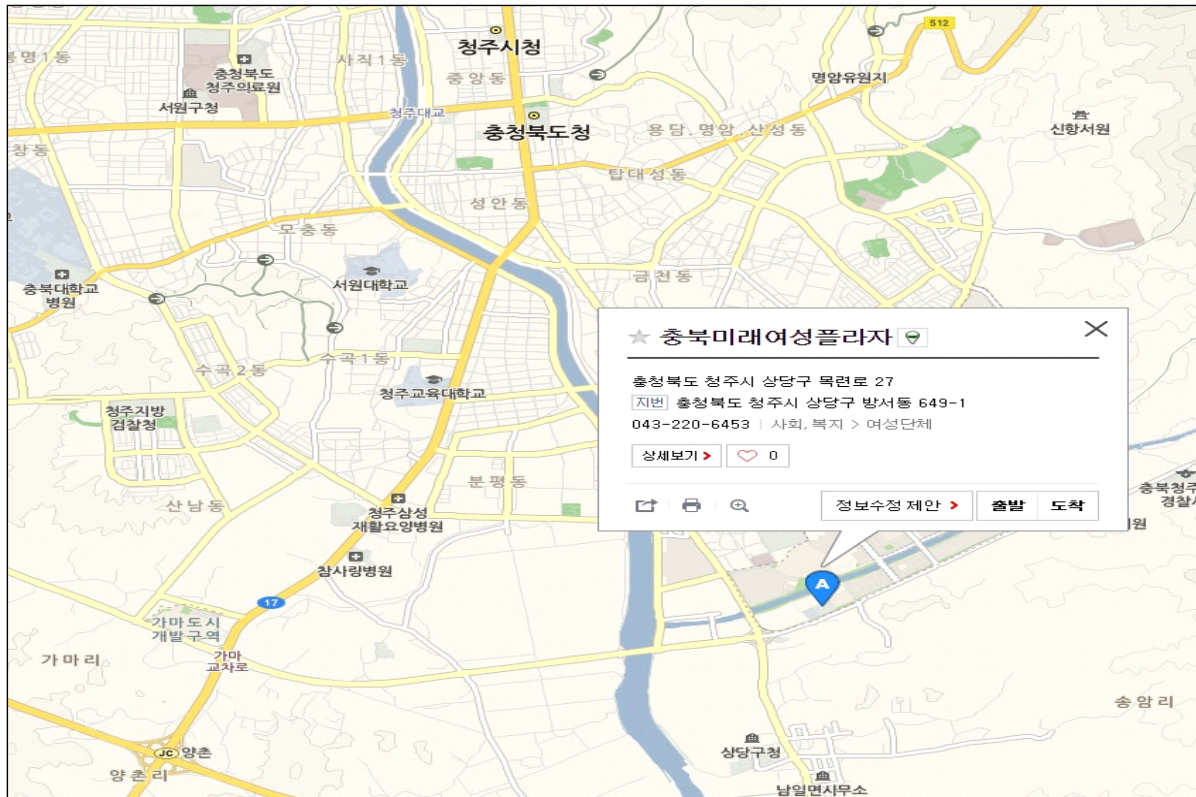 512
청주시청
봉명1동
사직1동
충청북도
청주의료원
중앙동
명암유원지
서원구청
청주대교
충청북도청
용담.명암.산성동
신항서원
창동
탑대성동
성안동
모충동
충북대학교
병원
서원대학교
금천동
충북미래여성플라자
충청북도 청주시 상당구 목련로 27
지번 충청북도 청주시 상당구 방서동 649-1
043-220-6453 사회,복지 > 여성단체
상세보기 > 0
정보수정 제안 > 출발 도착
수곡1동
수곡2동
청주교육대학교
청주지방
검찰청
분평동
충북청주
경찰서
산남동
청주삼성
재활요양병원
원
참사랑병원
A
17
가마도시
개발구역
가마리
가마
교차로
송암리
JC 양촌
상당구청
양촌리
남일면사무소